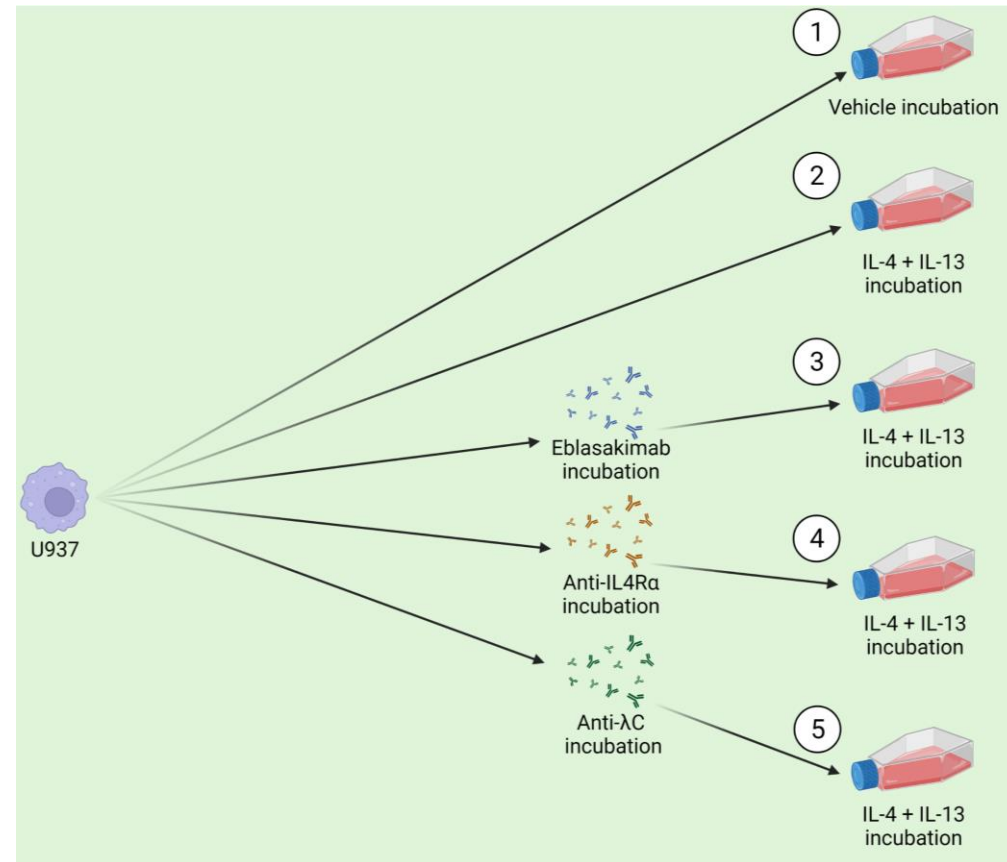 1
Vehicle incubation
2
IL-4 + IL-13
incubation
3
Eblasakimab
incubation
IL-4 + IL-13
incubation
U937
4
Anti-IL4Rα
incubation
IL-4 + IL-13
incubation
Anti-λC
incubation
5
IL-4 + IL-13
incubation